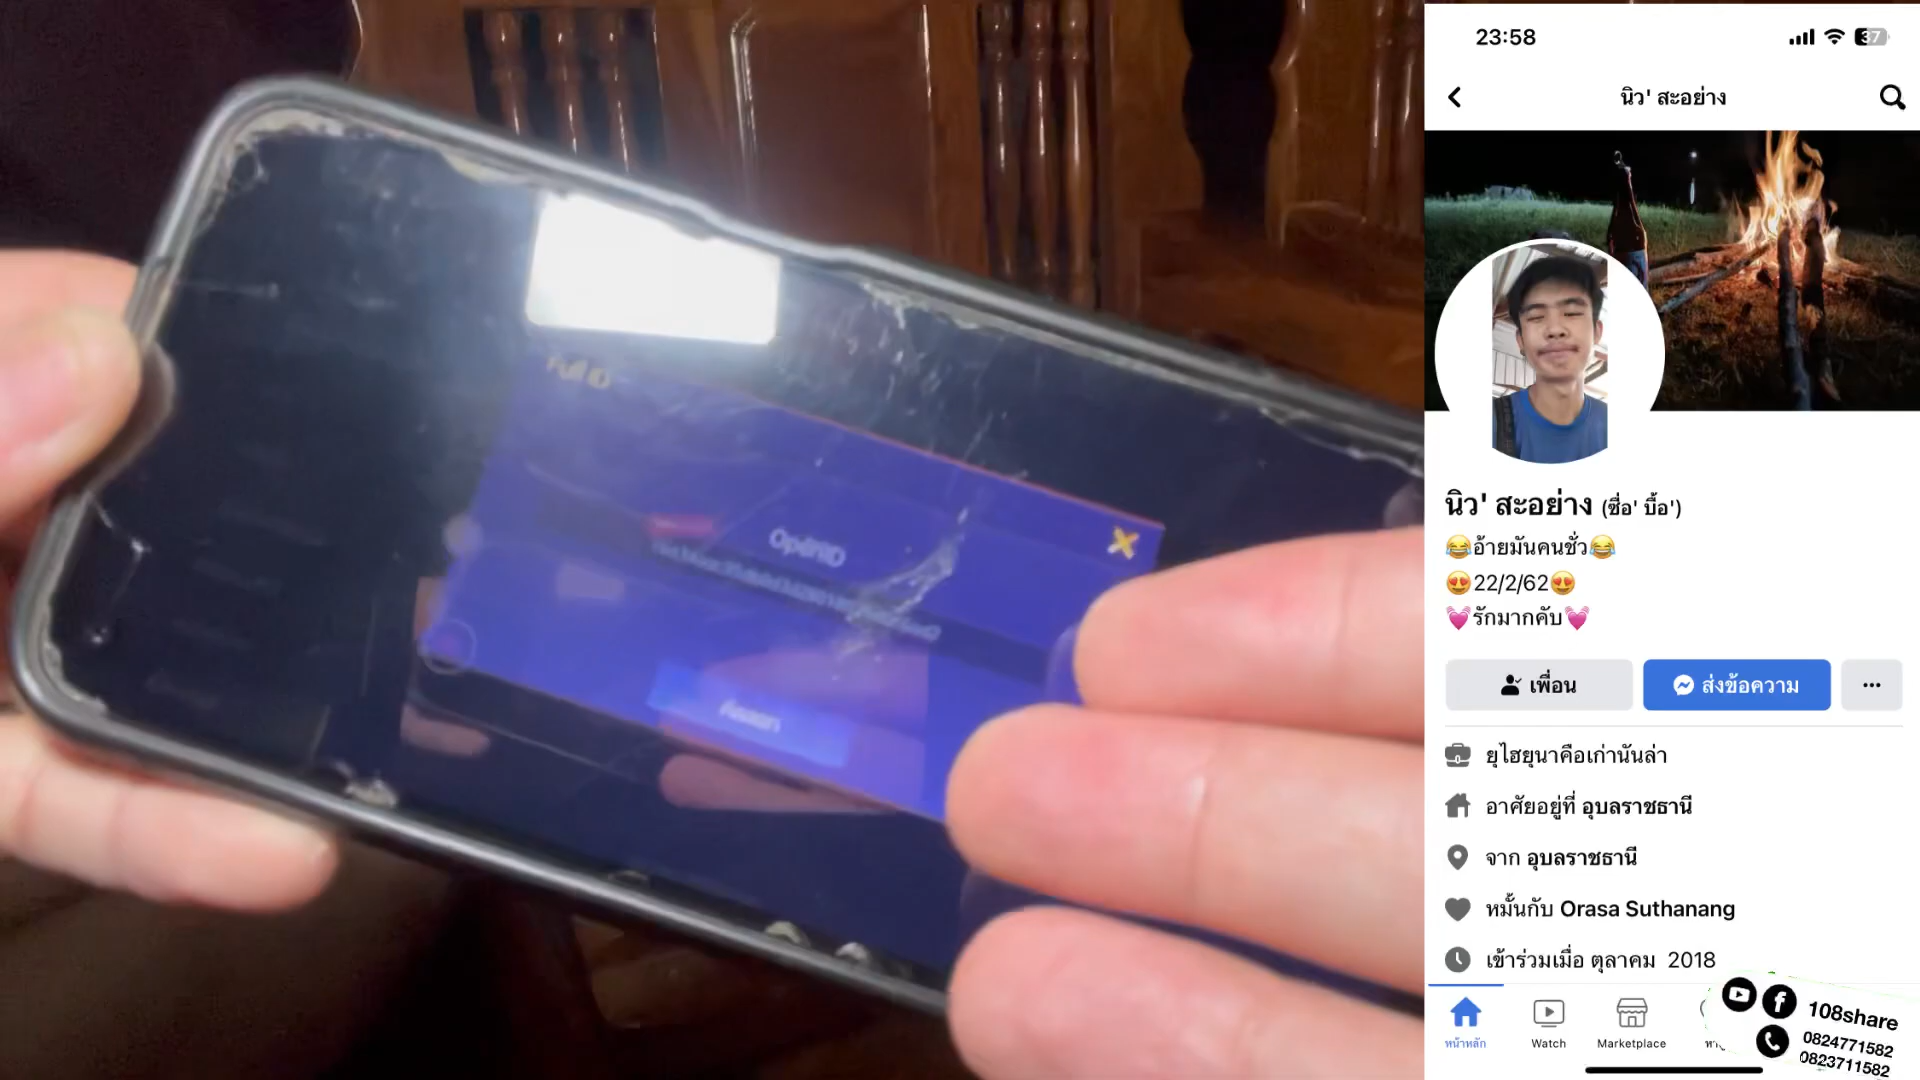 Full ID
OpenID
23:58
37
นิว' สะอย่าง
นิว' สะอย่าง (ซื่อ' บื้อ')
😂อ้ายมันคนชั่ว😂
😍22/2/62😍
💓รักมากคับ💓
เพื่อน
ส่งข้อความ
ยุไฮยุนาคือเก่านันล่า
อาศัยอยู่ที่ อุบลราชธานี
จาก อุบลราชธานี
หมั้นกับ Orasa Suthanang
เข้าร่วมเมื่อ ตุลาคม 2018
หน้าหลัก
Watch
Marketplace
108share
0824771582
0823711582